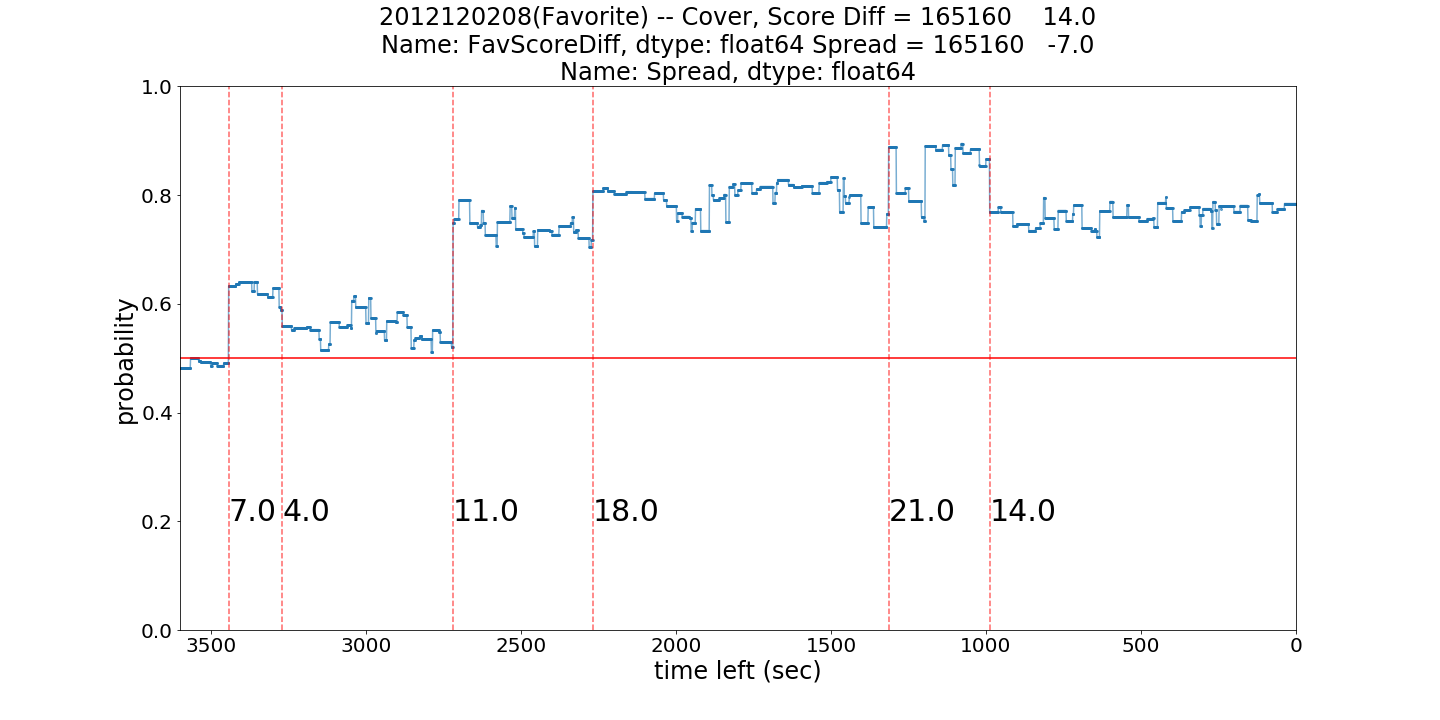 2012120208(Favorite) -- Cover, Score Diff = 165160    14.0
Name: FavScoreDiff, dtype: float64 Spread = 165160   -7.0
Name: Spread, dtype: float64
1.0
0.8
0.6
0.4
0.2
0.0
probability
7.0 4.0 11.0 18.0 21.0 14.0
3500 3000 2500 2000 1500 1000 500 0
time left (sec)